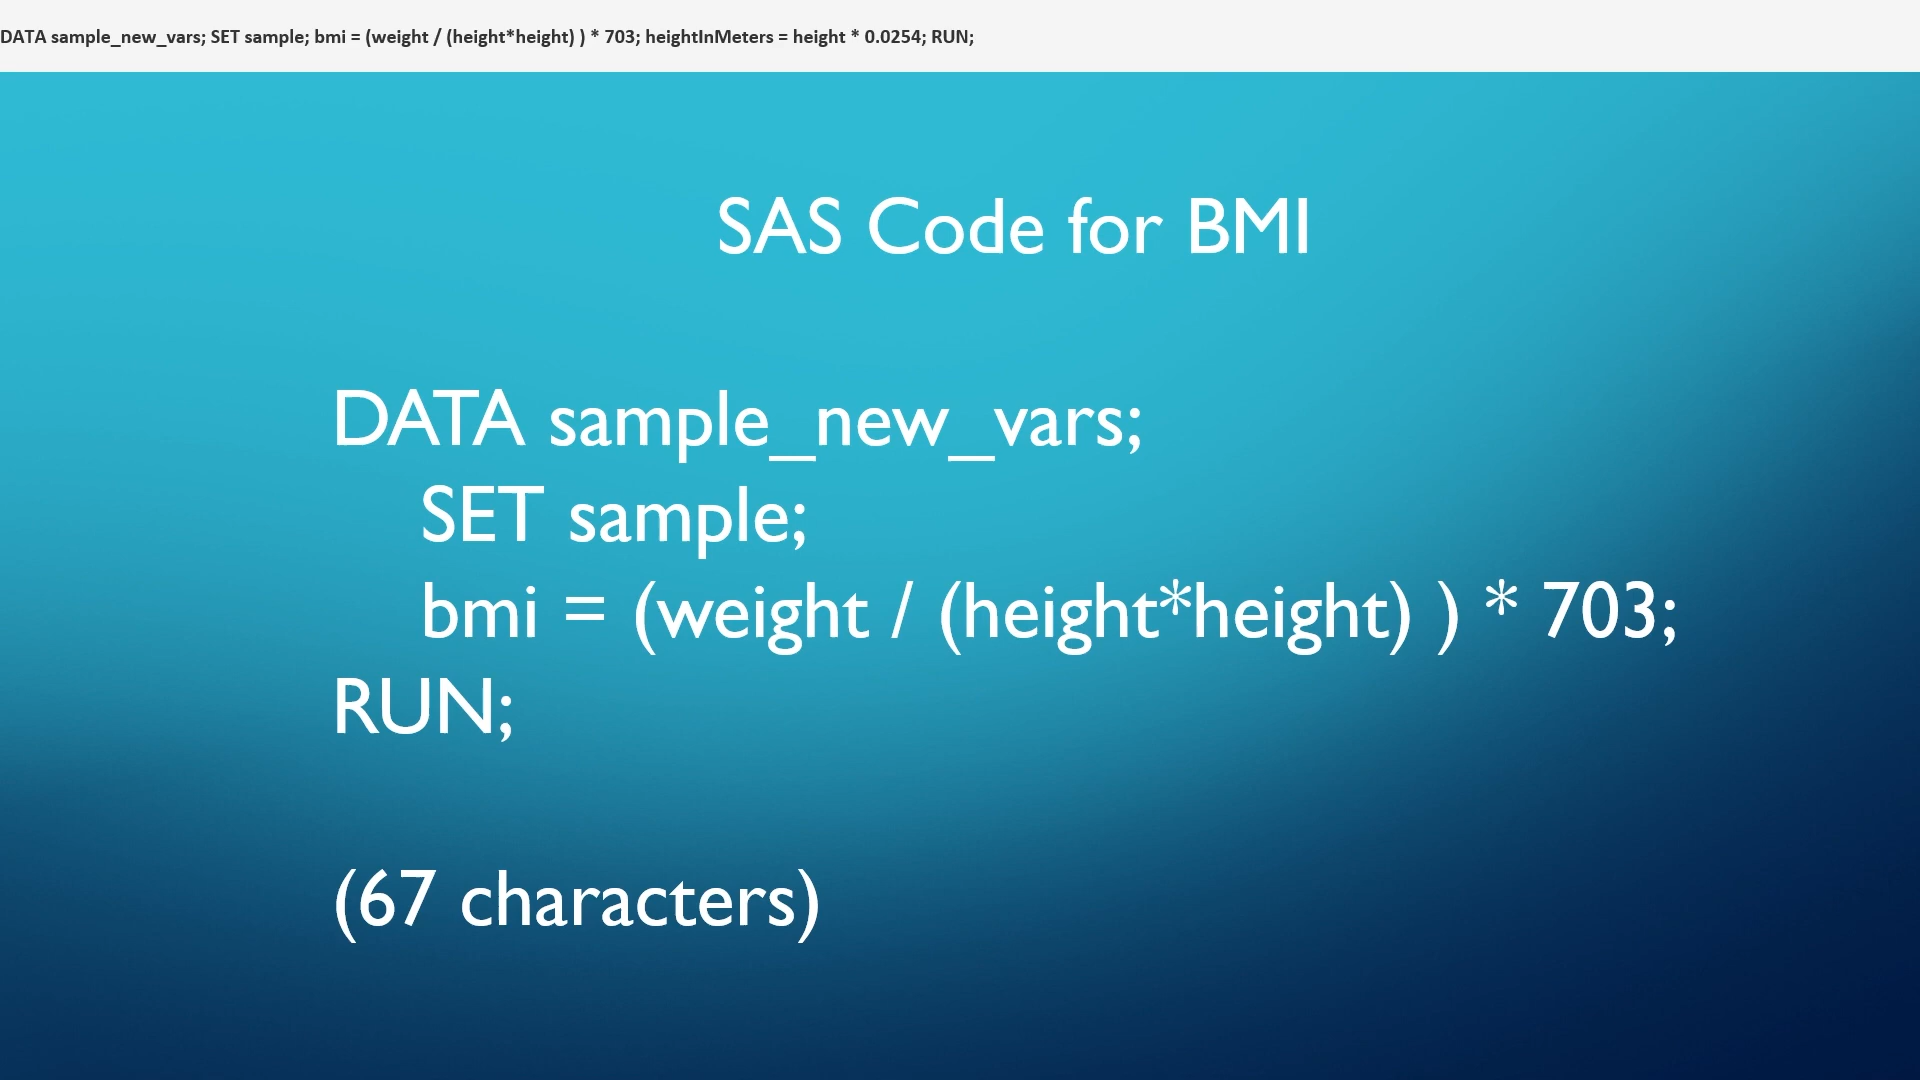 DATA sample_new_vars; SET sample; bmi = (weight / (height*height) ) * 703; heightInMeters = height * 0.0254; RUN;
SAS Code for BMI
DATA sample_new_vars;
SET sample;
bmi = (weight / (height*height) ) * 703;
RUN;
(67 characters)